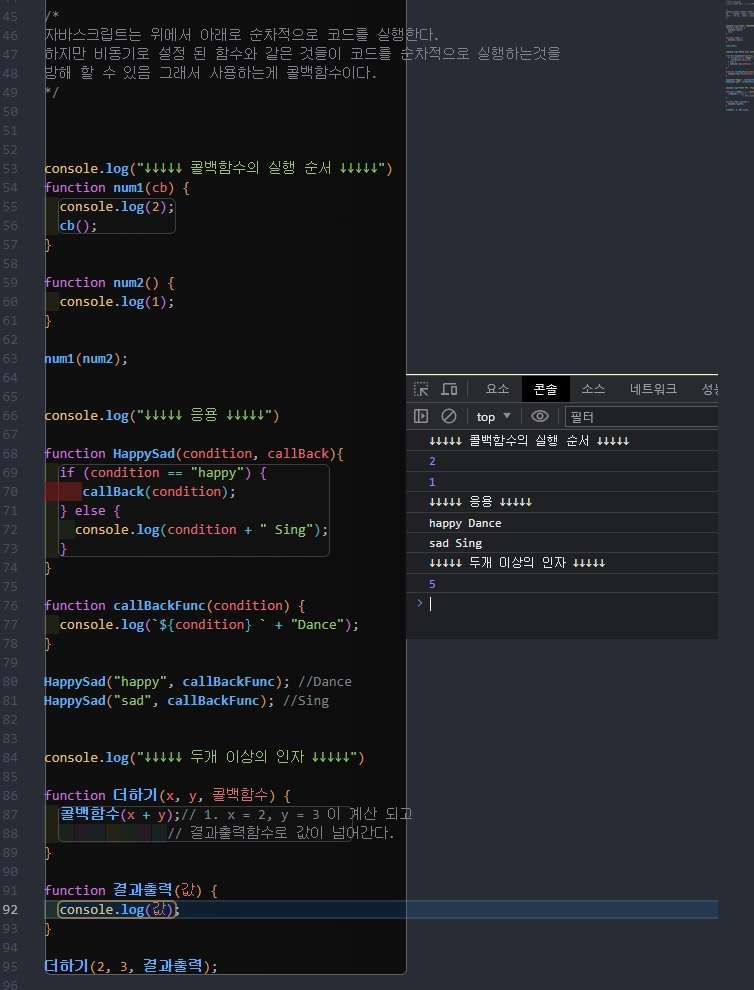 45 /*
46 자바스크립트는 위에서 아래로 순차적으로 코드를 실행한다.
47 하지만 비동기로 설정 된 함수와 같은 것들이 코드를 순차적으로 실행하는것을
48 방해 할 수 있음 그래서 사용하는게 콜백함수이다.
49 */
50
51
52
53 console.log("↓↓↓↓↓ 콜백함수의 실행 순서 ↓↓↓↓↓")
54 function num1(cb) {
55 console.log(2);
56 cb();
57 }
58
59 function num2() {
60 console.log(1);
61 }
62
63 num1(num2);
64
65
66 console.log("↓↓↓↓↓ 응용 ↓↓↓↓↓")
67
68 function HappySad(condition, callBack){
69 if (condition == "happy") {
70 callBack(condition);
71 } else {
72 console.log(condition + " Sing");
73 }
74 }
75
76 function callBackFunc(condition) {
77 console.log(`${condition} ` + "Dance");
78 }
79
80 HappySad("happy", callBackFunc); //Dance
81 HappySad("sad", callBackFunc); //Sing
82
83
84 console.log("↓↓↓↓↓ 두개 이상의 인자 ↓↓↓↓↓")
85
86 function 더하기(x, y, 콜백함수) {
87 콜백함수(x + y);// 1. x = 2, y = 3 이 계산 되고
88 // 결과출력함수로 값이 넘어간다.
89 }
90
91 function 결과출력(값) {
92 console.log(값);
93 }
94
95 더하기(2, 3, 결과출력);
96
요소 콘솔 소스 네트워크 성능
top 필터
↓↓↓↓↓ 콜백함수의 실행 순서 ↓↓↓↓↓
2
1
↓↓↓↓↓ 응용 ↓↓↓↓↓
happy Dance
sad Sing
↓↓↓↓↓ 두개 이상의 인자 ↓↓↓↓↓
5
>